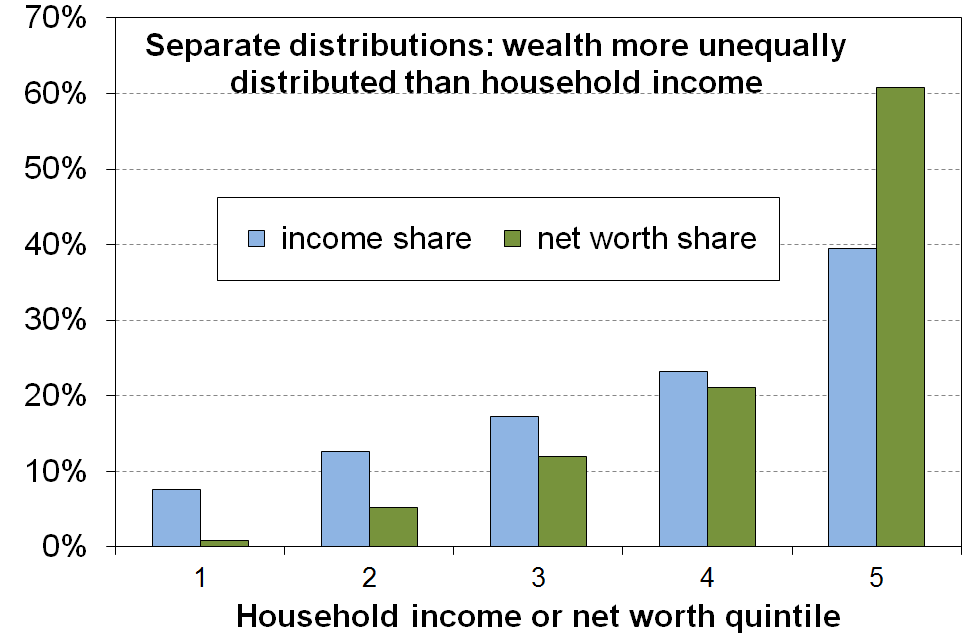 Separate distributions: wealth more unequally
distributed than household income
70%
60%
50%
40%
30%
20%
10%
0%
income share
net worth share
1
2
3
4
5
Household income or net worth quintile